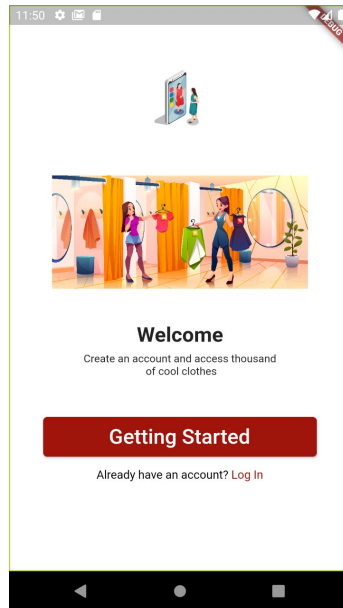 11:50
DEBUG
Welcome
Create an account and access thousand
of cool clothes
Getting Started
Already have an account? Log In